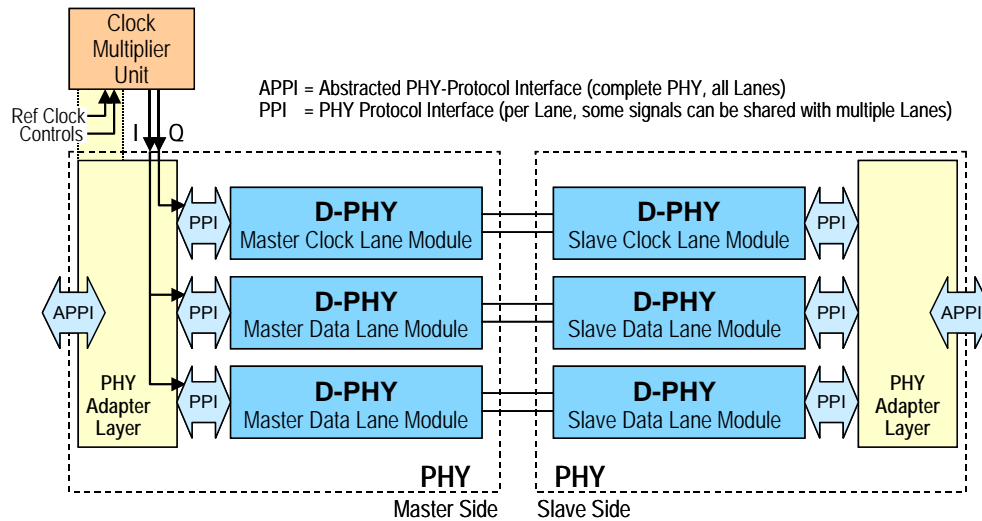 Clock
Multiplier
Unit
APPI = Abstracted PHY-Protocol Interface (complete PHY, all Lanes)
PPI = PHY Protocol Interface (per Lane, some signals can be shared with multiple Lanes)
Ref Clock
Controls
I
Q
PPI
D-PHY
Master Clock Lane Module
D-PHY
Slave Clock Lane Module
PPI
APPI
PPI
D-PHY
Master Data Lane Module
D-PHY
Slave Data Lane Module
PPI
APPI
PHY
Adapter
Layer
PPI
D-PHY
Master Data Lane Module
D-PHY
Slave Data Lane Module
PPI
PHY
Adapter
Layer
PHY
Master Side
PHY
Slave Side